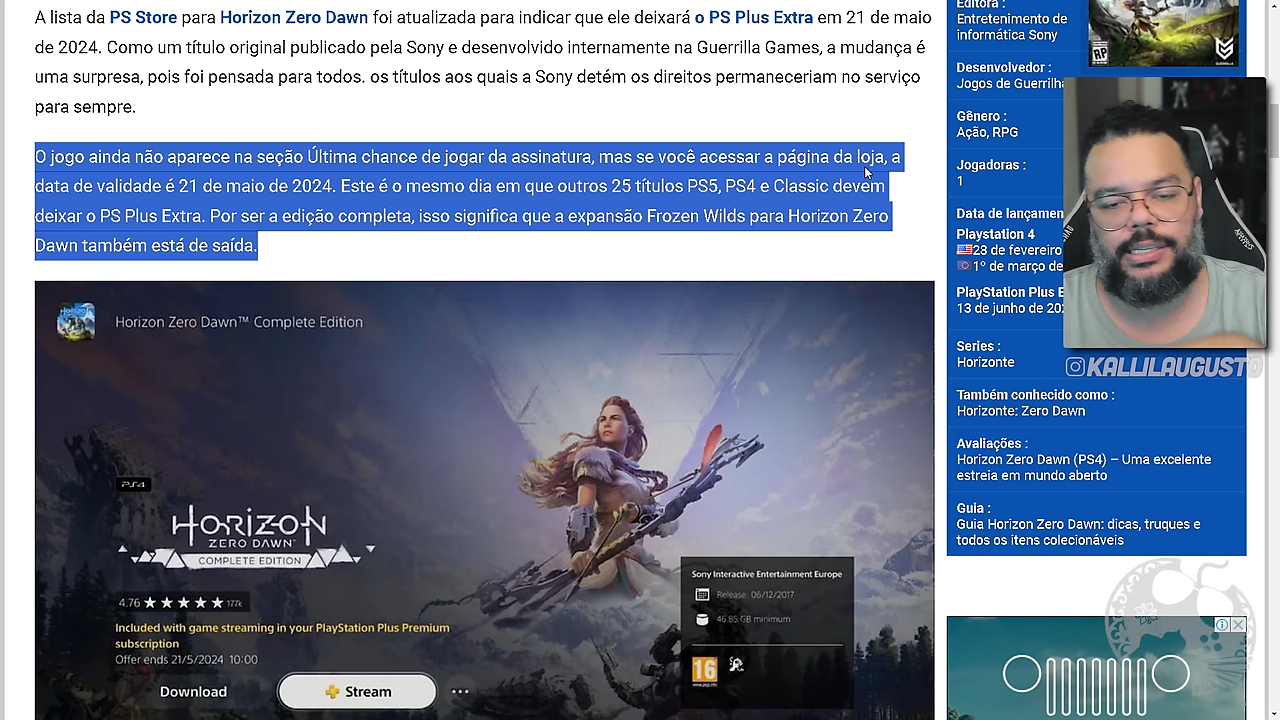 A lista da PS Store para Horizon Zero Dawn foi atualizada para indicar que ele deixará o PS Plus Extra em 21 de maio
de 2024. Como um título original publicado pela Sony e desenvolvido internamente na Guerrilla Games, a mudança é
uma surpresa, pois foi pensada para todos. os títulos aos quais a Sony detém os direitos permaneceriam no serviço
para sempre.
O jogo ainda não aparece na seção Última chance de jogar da assinatura, mas se você acessar a página da loja, a
data de validade é 21 de maio de 2024. Este é o mesmo dia em que outros 25 títulos PS5, PS4 e Classic devem
deixar o PS Plus Extra. Por ser a edição completa, isso significa que a expansão Frozen Wilds para Horizon Zero
Dawn também está de saída.
Horizon Zero Dawn™ Complete Edition
PS4
HORIZON
ZERO DAWN™
COMPLETE EDITION
4.76 ★★★★★ 177k
Included with game streaming in your PlayStation Plus Premium
subscription
Offer ends 21/5/2024 10:00
Download
Stream
•••
Sony Interactive Entertainment Europe
Release: 06/12/2017
46.85 GB minimum
16
www.pegi.info
Editora :
Entretenimento de
informática Sony
RP
Desenvolvedor :
Jogos de Guerrilha
Gênero :
Ação, RPG
Jogadoras :
1
Data de lançamen
Playstation 4
28 de fevereiro
1º de março de
PlayStation Plus E
13 de junho de 20
Series :
Horizonte
KALLILAUGUSTO
Também conhecido como :
Horizonte: Zero Dawn
Avaliações :
Horizon Zero Dawn (PS4) – Uma excelente
estreia em mundo aberto
Guia :
Guia Horizon Zero Dawn: dicas, truques e
todos os itens colecionáveis